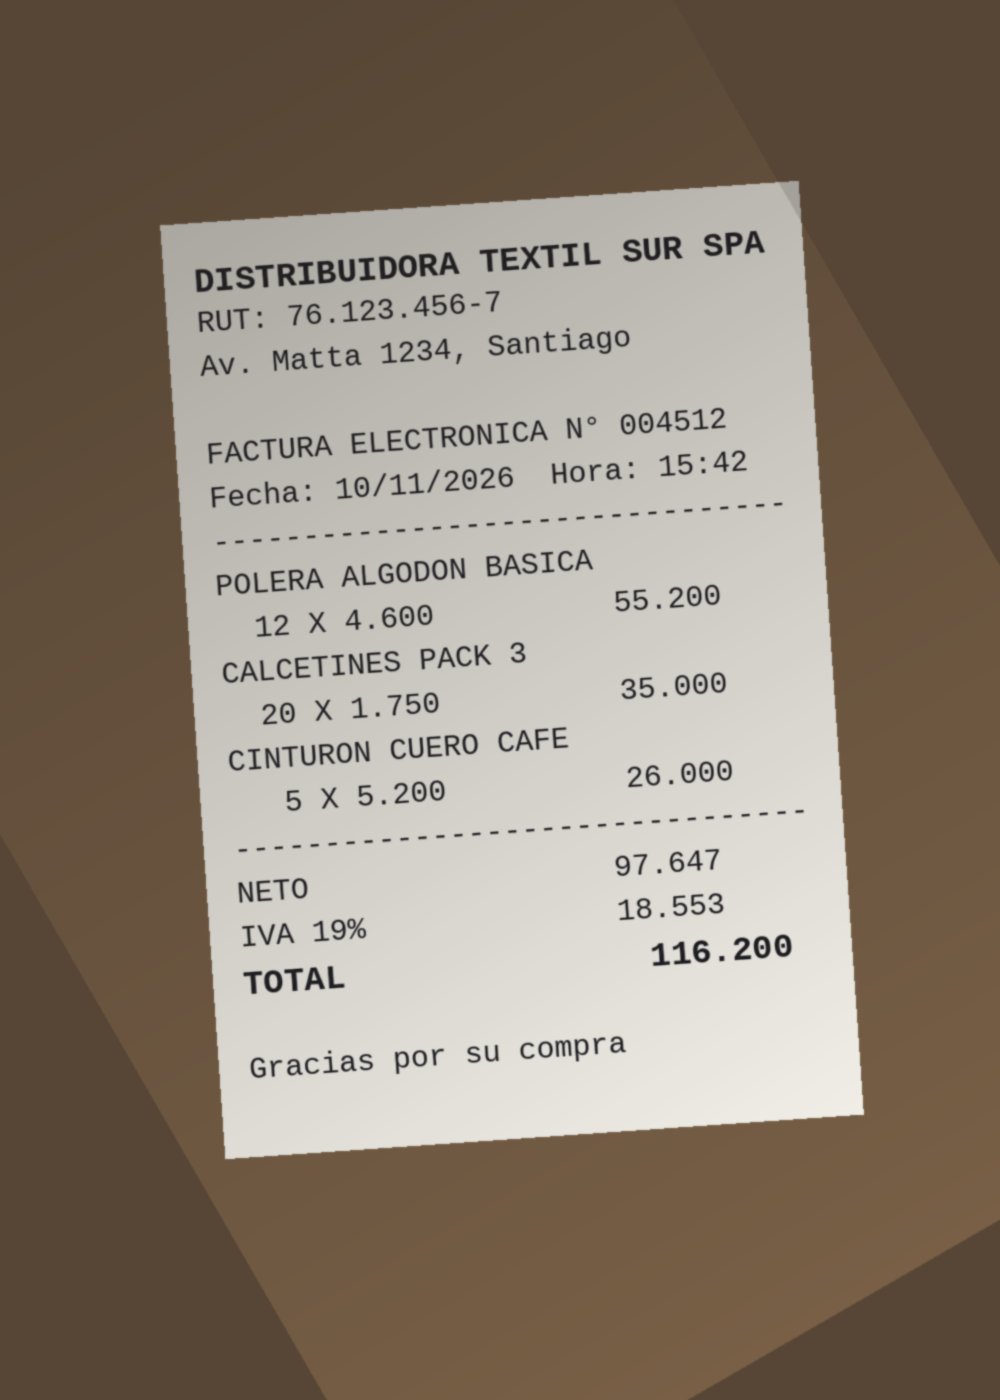 DISTRIBUIDORA TEXTIL SUR SPA
RUT: 76.123.456-7
Av. Matta 1234, Santiago
FACTURA ELECTRONICA N° 004512
Fecha: 10/11/2026  Hora: 15:42
--------------------------------
POLERA ALGODON BASICA
12 X 4.600 55.200
CALCETINES PACK 3
20 X 1.750 35.000
CINTURON CUERO CAFE
5 X 5.200 26.000
--------------------------------
NETO 97.647
IVA 19% 18.553
TOTAL 116.200
Gracias por su compra